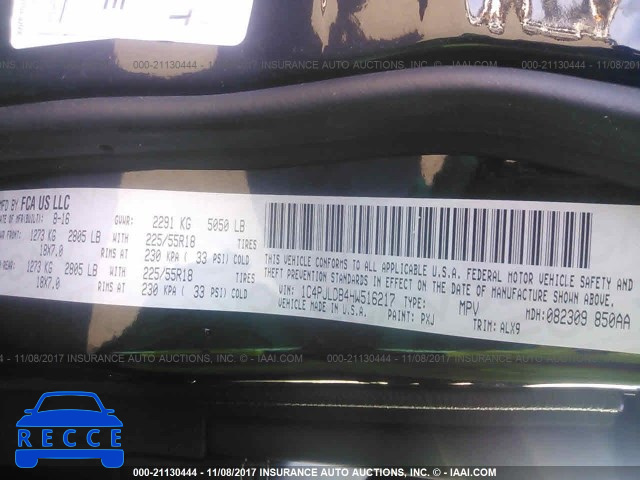 000-21130444 - 11/08/2017 INSURANCE AUTO AUCTIONS, INC. - © IAAI.COM
MFD BY FCA US LLC
DATE OF MFR(BUILT): 8-16 GVWR: 2291 KG 5050 LB
FRONT: 1273 KG 2805 LB WITH 225/55R18 TIRES
18X7.0 RIMS AT 230 KPA ( 33 PSI) COLD
REAR: 1273 KG 2805 LB WITH 225/55R18 TIRES
18X7.0 RIMS AT 230 KPA ( 33 PSI) COLD
THIS VEHICLE CONFORMS TO ALL APPLICABLE U.S.A. FEDERAL MOTOR VEHICLE SAFETY AND
THEFT PREVENTION STANDARDS IN EFFECT ON THE DATE OF MANUFACTURE SHOWN ABOVE.
TYPE: MPV MDH: 082309 850AA
VEHICLE MADE IN U.S.A. PAINT: PXJ TRIM: ALX9
000-21130444 - 11/08/2017 INSURANCE AUTO AUCTIONS, INC. - © IAAI.COM
RECCE
000-21130444 - 11/08/2017 INSURANCE AUTO AUCTIONS, INC. - © IAAI.COM